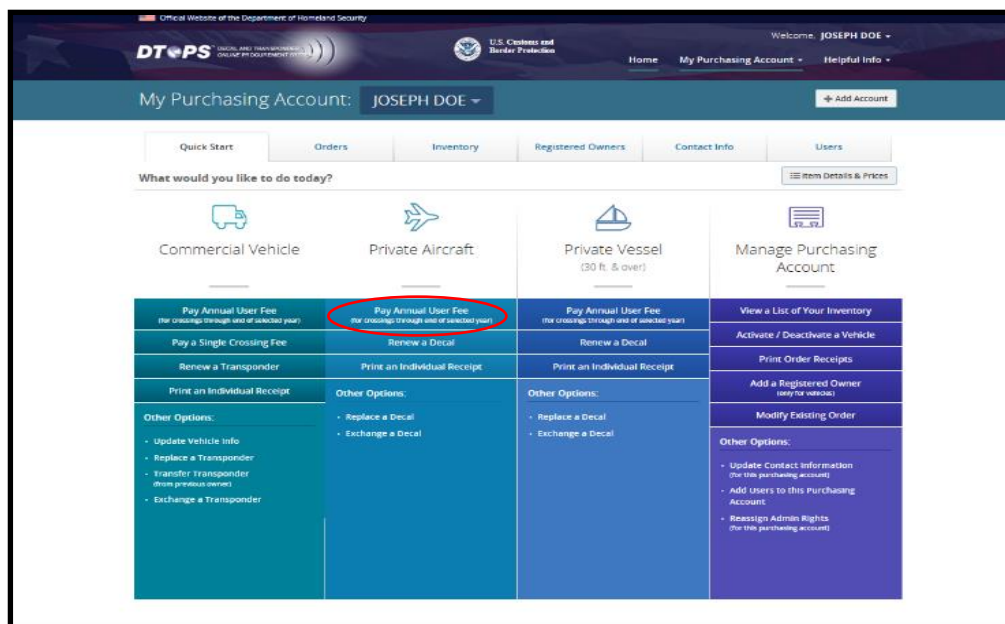 Official Website of the Department of Homeland Security
Welcome, JOSEPH DOE
DTOPS DECAL AND TRANSPONDER
ONLINE PROCUREMENT SYSTEM
U.S. Customs and
Border Protection
Home My Purchasing Account Helpful Info
My Purchasing Account: JOSEPH DOE
+ Add Account
Quick Start Orders Inventory Registered Owners Contact Info Users
What would you like to do today?
Item Details & Prices
Commercial Vehicle
Private Aircraft
Private Vessel
(30 ft. & over)
Manage Purchasing
Account
Pay Annual User Fee
(for crossings through end of selected year)
Pay a Single Crossing Fee
Renew a Transponder
Print an Individual Receipt
Other Options:
- Update Vehicle Info
- Replace a Transponder
- Transfer Transponder
(from previous owner)
- Exchange a Transponder
Pay Annual User Fee
(for crossings through end of selected year)
Renew a Decal
Print an Individual Receipt
Other Options:
- Replace a Decal
- Exchange a Decal
Pay Annual User Fee
(for crossings through end of selected year)
Renew a Decal
Print an Individual Receipt
Other Options:
- Replace a Decal
- Exchange a Decal
View a List of Your Inventory
Activate / Deactivate a Vehicle
Print Order Receipts
Add a Registered Owner
(only for vehicles)
Modify Existing Order
Other Options:
- Update Contact Information
(for this purchasing account)
- Add Users to this Purchasing
Account
- Reassign Admin Rights
(for this purchasing account)